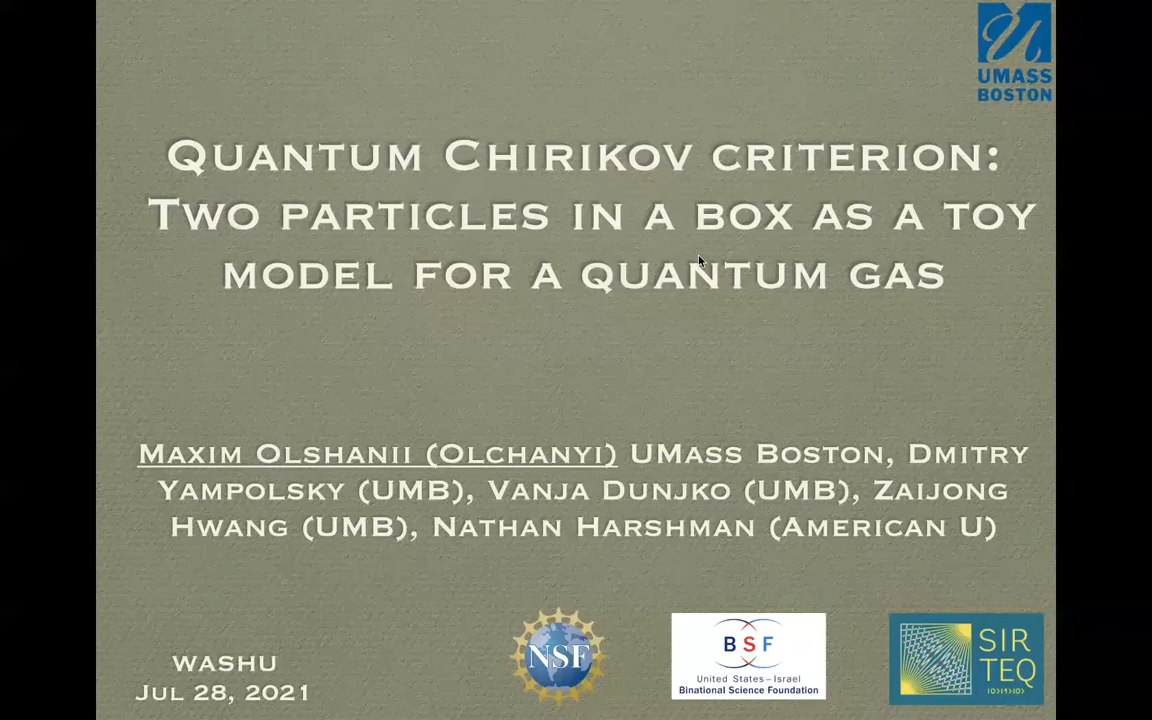 UMASS
BOSTON
Quantum Chirikov criterion:
Two particles in a box as a toy
model for a quantum gas
Maxim Olshanii (Olchanyi) UMass Boston, Dmitry
Yampolsky (UMB), Vanja Dunjko (UMB), Zaijong
Hwang (UMB), Nathan Harshman (American U)
WASHU
Jul 28, 2021
NSF
BSF
United States–Israel
Binational Science Foundation
SIR
TEQ